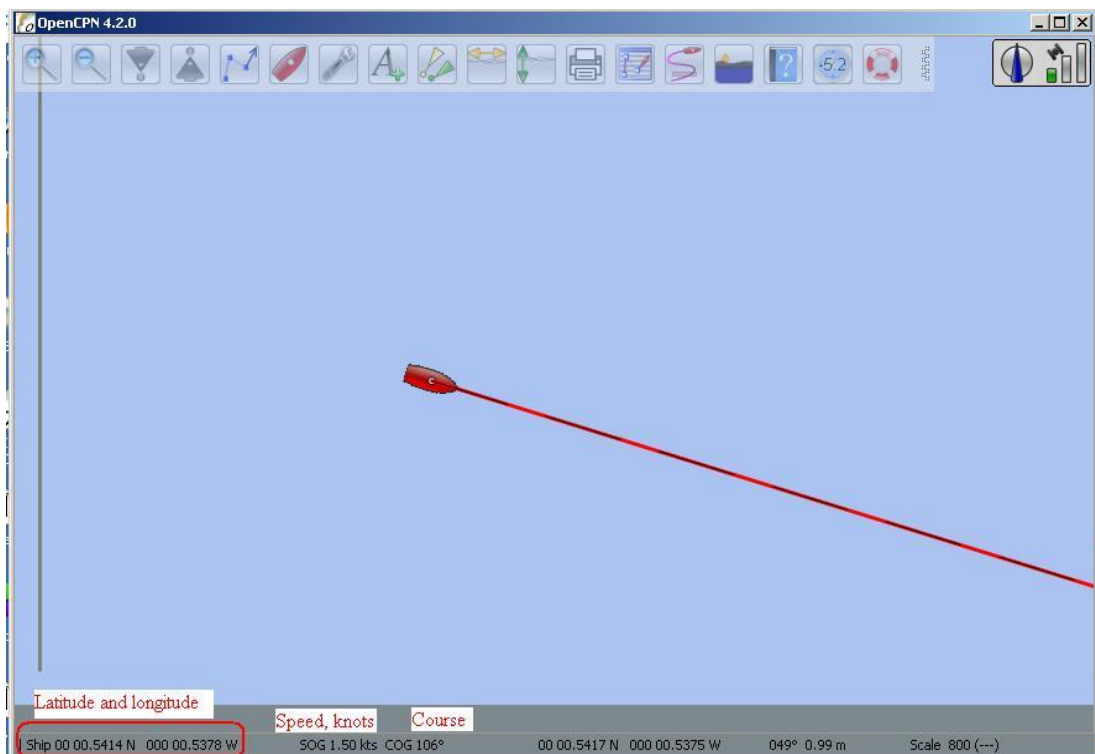 OpenCPN 4.2.0
A
?
-5.2
Latitude and longitude
Speed, knots
Course
Ship 00 00.5414 N 000 00.5378 W
SOG 1.50 kts COG 106°
00 00.5417 N 000 00.5375 W
049° 0.99 m
Scale 800 (---)